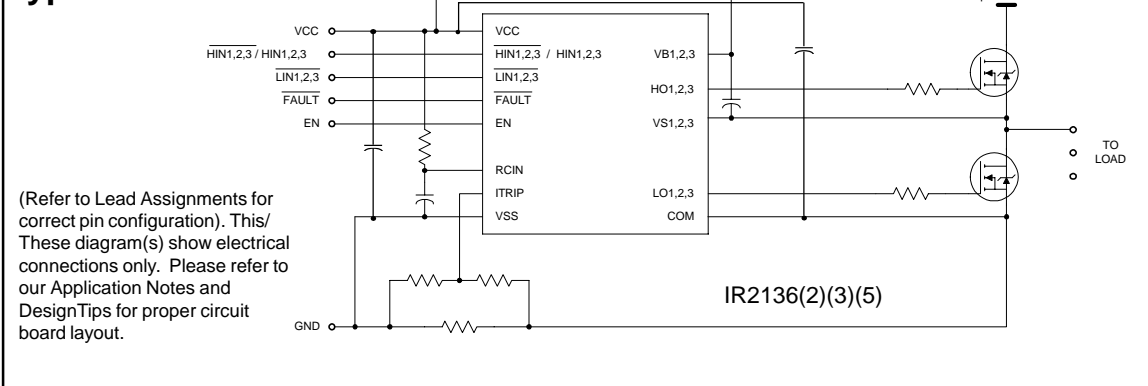 VCC
HIN1,2,3 / HIN1,2,3
LIN1,2,3
FAULT
EN
VCC
HIN1,2,3 / HIN1,2,3
LIN1,2,3
FAULT
EN
RCIN
ITRIP
VSS
VB1,2,3
HO1,2,3
VS1,2,3
LO1,2,3
COM
TO
LOAD
(Refer to Lead Assignments for
correct pin configuration). This/
These diagram(s) show electrical
connections only. Please refer to
our Application Notes and
DesignTips for proper circuit
board layout.
GND
IR2136(2)(3)(5)